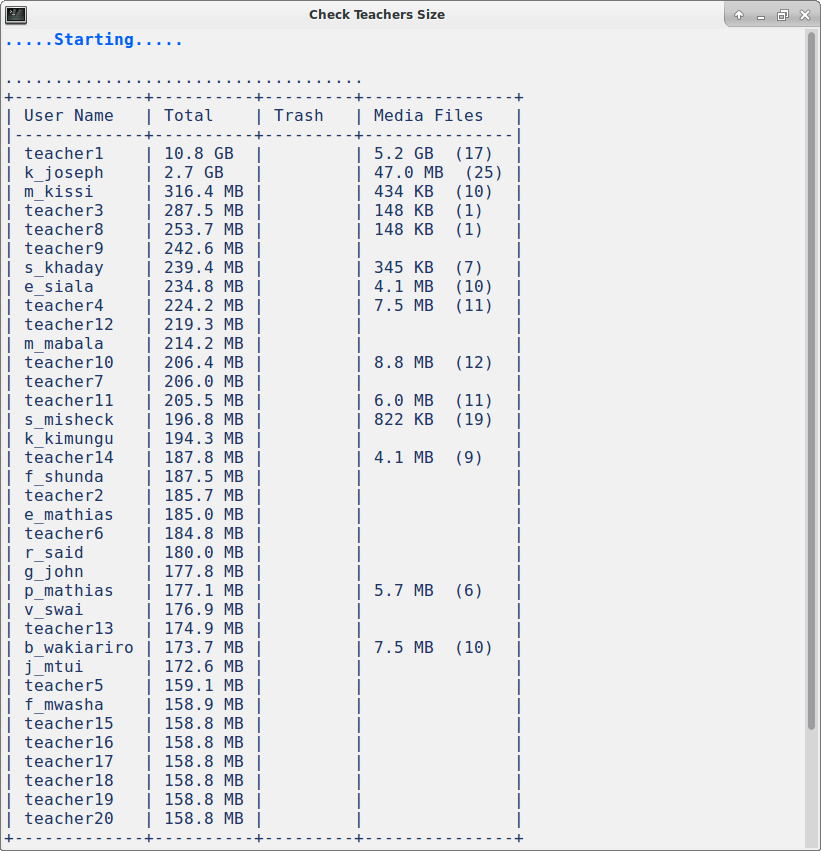 Check Teachers Size
.....Starting.....
....................................
+-------------+----------+---------+---------------+
| User Name   | Total    | Trash   | Media Files   |
|-------------+----------+---------+---------------|
| teacher1    | 10.8 GB  |         | 5.2 GB  (17)  |
| k_joseph    | 2.7 GB   |         | 47.0 MB  (25) |
| m_kissi     | 316.4 MB |         | 434 KB  (10)  |
| teacher3    | 287.5 MB |         | 148 KB  (1)   |
| teacher8    | 253.7 MB |         | 148 KB  (1)   |
| teacher9    | 242.6 MB |         |               |
| s_khaday    | 239.4 MB |         | 345 KB  (7)   |
| e_siala     | 234.8 MB |         | 4.1 MB  (10)  |
| teacher4    | 224.2 MB |         | 7.5 MB  (11)  |
| teacher12   | 219.3 MB |         |               |
| m_mabala    | 214.2 MB |         |               |
| teacher10   | 206.4 MB |         | 8.8 MB  (12)  |
| teacher7    | 206.0 MB |         |               |
| teacher11   | 205.5 MB |         | 6.0 MB  (11)  |
| s_misheck   | 196.8 MB |         | 822 KB  (19)  |
| k_kimungu   | 194.3 MB |         |               |
| teacher14   | 187.8 MB |         | 4.1 MB  (9)   |
| f_shunda    | 187.5 MB |         |               |
| teacher2    | 185.7 MB |         |               |
| e_mathias   | 185.0 MB |         |               |
| teacher6    | 184.8 MB |         |               |
| r_said      | 180.0 MB |         |               |
| g_john      | 177.8 MB |         |               |
| p_mathias   | 177.1 MB |         | 5.7 MB  (6)   |
| v_swai      | 176.9 MB |         |               |
| teacher13   | 174.9 MB |         |               |
| b_wakiariro | 173.7 MB |         | 7.5 MB  (10)  |
| j_mtui      | 172.6 MB |         |               |
| teacher5    | 159.1 MB |         |               |
| f_mwasha    | 158.9 MB |         |               |
| teacher15   | 158.8 MB |         |               |
| teacher16   | 158.8 MB |         |               |
| teacher17   | 158.8 MB |         |               |
| teacher18   | 158.8 MB |         |               |
| teacher19   | 158.8 MB |         |               |
| teacher20   | 158.8 MB |         |               |
+-------------+----------+---------+---------------+